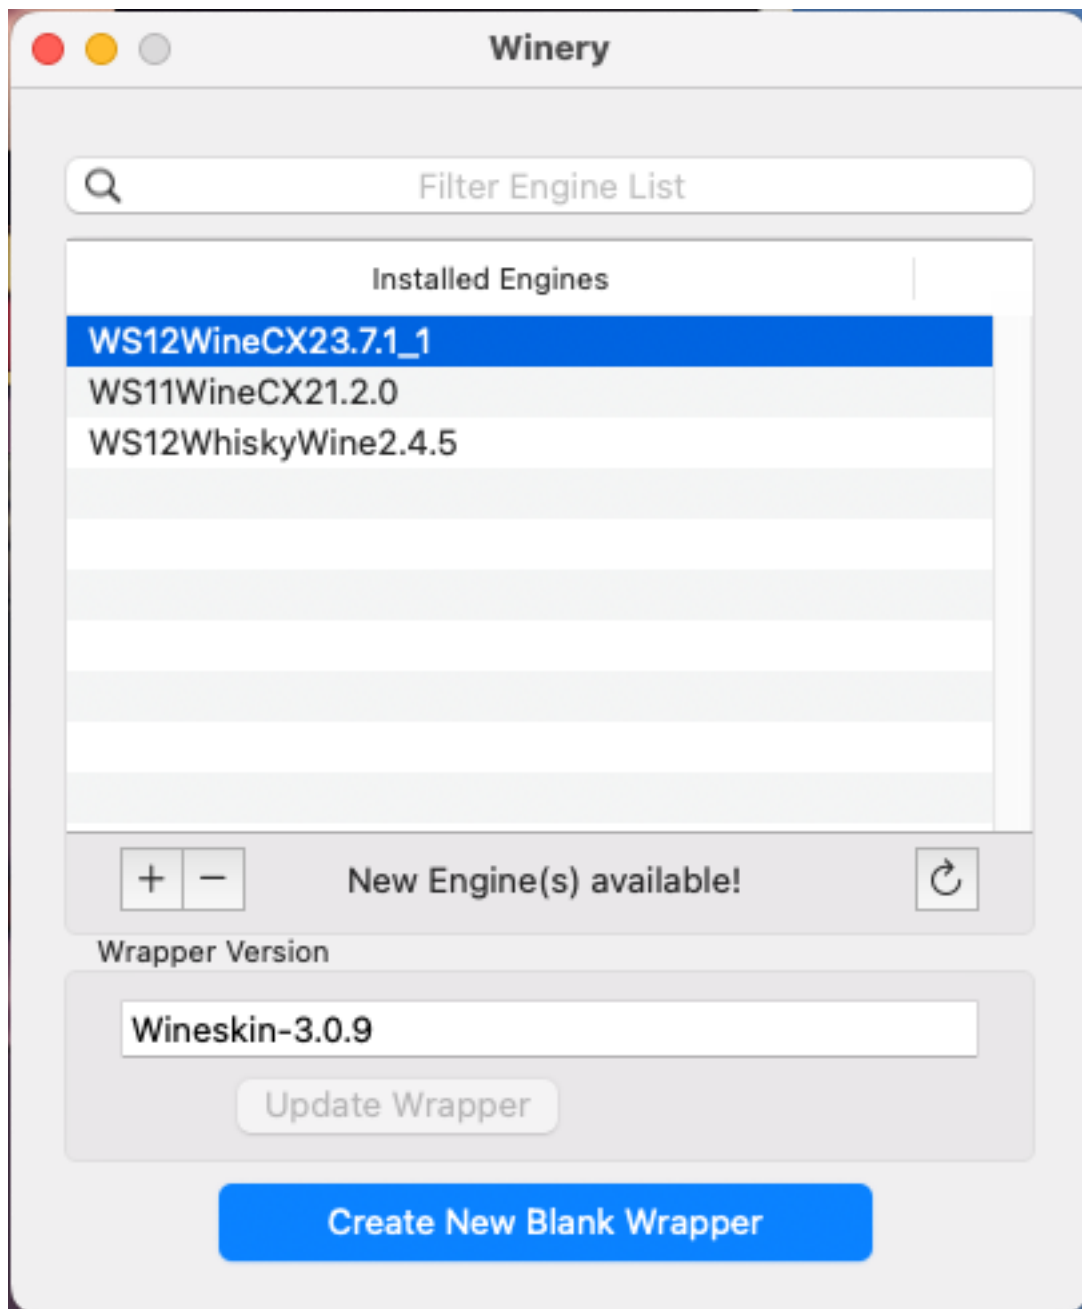 Winery
Filter Engine List
Installed Engines
WS12WineCX23.7.1_1
WS11WineCX21.2.0
WS12WhiskyWine2.4.5
+ − New Engine(s) available!
Wrapper Version
Wineskin-3.0.9
Update Wrapper
Create New Blank Wrapper